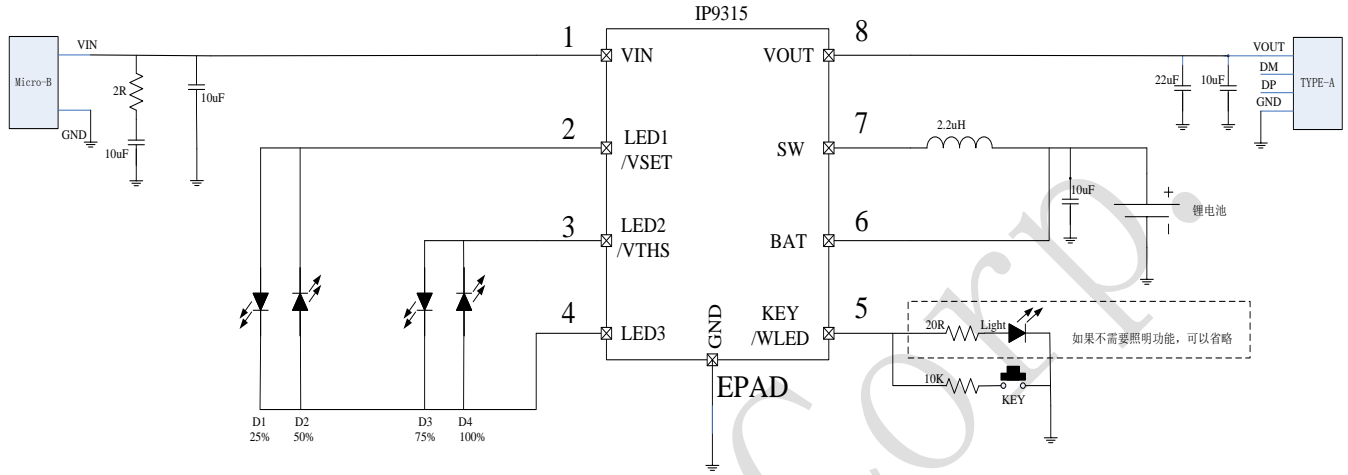 IP9315
1
VIN
8
VOUT
VIN
Micro-B
GND
2R
10uF
10uF
2
LED1
/VSET
3
LED2
/VTHS
4
LED3
GND
EPAD
D1
25%
D2
50%
D3
75%
D4
100%
7
SW
2.2uH
6
BAT
10uF
+
锂电池
5
KEY
/WLED
20R
Light
如果不需要照明功能，可以省略
10K
KEY
22uF
10uF
VOUT
DM
DP
GND
TYPE-A
Corp.